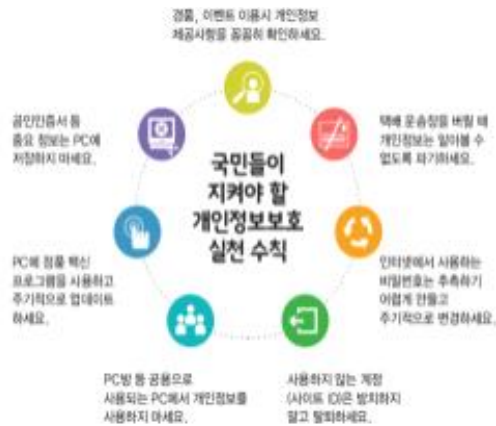 경품, 이벤트 이용시 개인정보
제공사항을 꼼꼼히 확인하세요.
택배 운송장을 버릴 때
개인정보는 알아볼 수
없도록 파기하세요.
인터넷에서 사용하는
비밀번호는 추측하기
어렵게 만들고
주기적으로 변경하세요.
사용하지 않는 계정
(사이트 ID)은 방치하지
말고 탈퇴하세요.
PC방 등 공용으로
사용되는 PC에서 개인정보를
사용하지 마세요.
PC에 정품 백신
프로그램을 사용하고
주기적으로 업데이트
하세요.
공인인증서 등
중요 정보는 PC에
저장하지 마세요.
국민들이
지켜야 할
개인정보보호
실천 수칙